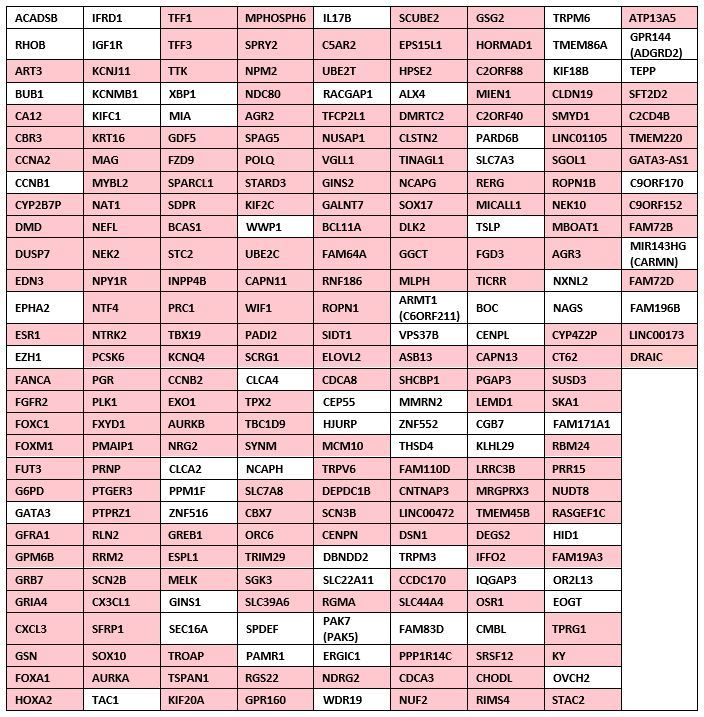 ACADSB IFRD1 TFF1 MPHOSPH6 IL17B SCUBE2 GSG2 TRPM6 ATP13A5
RHOB IGF1R TFF3 SPRY2 C5AR2 EPS15L1 HORMAD1 TMEM86A GPR144
(ADGRD2)
ART3 KCNJ11 TTK NPM2 UBE2T HPSE2 C2ORF88 KIF18B TEPP
BUB1 KCNMB1 XBP1 NDC80 RACGAP1 ALX4 MIEN1 CLDN19 SFT2D2
CA12 KIFC1 MIA AGR2 TFCP2L1 DMRTC2 C2ORF40 SMYD1 C2CD4B
CBR3 KRT16 GDF5 SPAG5 NUSAP1 CLSTN2 PARD6B LINC01105 TMEM220
CCNA2 MAG FZD9 POLQ VGLL1 TINAGL1 SLC7A3 SGOL1 GATA3-AS1
CCNB1 MYBL2 SPARCL1 STARD3 GINS2 NCAPG RERG ROPN1B C9ORF170
CYP2B7P NAT1 SDPR KIF2C GALNT7 SOX17 MICALL1 NEK10 C9ORF152
DMD NEFL BCAS1 WWP1 BCL11A DLK2 TSLP MBOAT1 FAM72B
DUSP7 NEK2 STC2 UBE2C FAM64A GGCT FGD3 AGR3 MIR143HG
(CARMN)
EDN3 NPY1R INPP4B CAPN11 RNF186 MLPH TICRR NXNL2 FAM72D
EPHA2 NTF4 PRC1 WIF1 ROPN1 ARMT1
(C6ORF211) BOC NAGS FAM196B
ESR1 NTRK2 TBX19 PADI2 SIDT1 VPS37B CENPL CYP4Z2P LINC00173
EZH1 PCSK6 KCNQ4 SCRG1 ELOVL2 ASB13 CAPN13 CT62 DRAIC
FANCA PGR CCNB2 CLCA4 CDCA8 SHCBP1 PGAP3 SUSD3
FGFR2 PLK1 EXO1 TPX2 CEP55 MMRN2 LEMD1 SKA1
FOXC1 FXYD1 AURKB TBC1D9 HJURP ZNF552 CGB7 FAM171A1
FOXM1 PMAIP1 NRG2 SYNM MCM10 THSD4 KLHL29 RBM24
FUT3 PRNP CLCA2 NCAPH TRPV6 FAM110D LRRC3B PRR15
G6PD PTGER3 PPM1F SLC7A8 DEPDC1B CNTNAP3 MRGPRX3 NUDT8
GATA3 PTPRZ1 ZNF516 CBX7 SCN3B LINC00472 TMEM45B RASGEF1C
GFRA1 RLN2 GREB1 ORC6 CENPN DSN1 DEGS2 HID1
GPM6B RRM2 ESPL1 TRIM29 DBNDD2 TRPM3 IFFO2 FAM19A3
GRB7 SCN2B MELK SGK3 SLC22A11 CCDC170 IQGAP3 OR2L13
GRIA4 CX3CL1 GINS1 SLC39A6 RGMA SLC44A4 OSR1 EOGT
CXCL3 SFRP1 SEC16A SPDEF PAK7
(PAK5) FAM83D CMBL TPRG1
GSN SOX10 TROAP PAMR1 ERGIC1 PPP1R14C SRSF12 KY
FOXA1 AURKA TSPAN1 RGS22 NDRG2 CDCA3 CHODL OVCH2
HOXA2 TAC1 KIF20A GPR160 WDR19 NUF2 RIMS4 STAC2